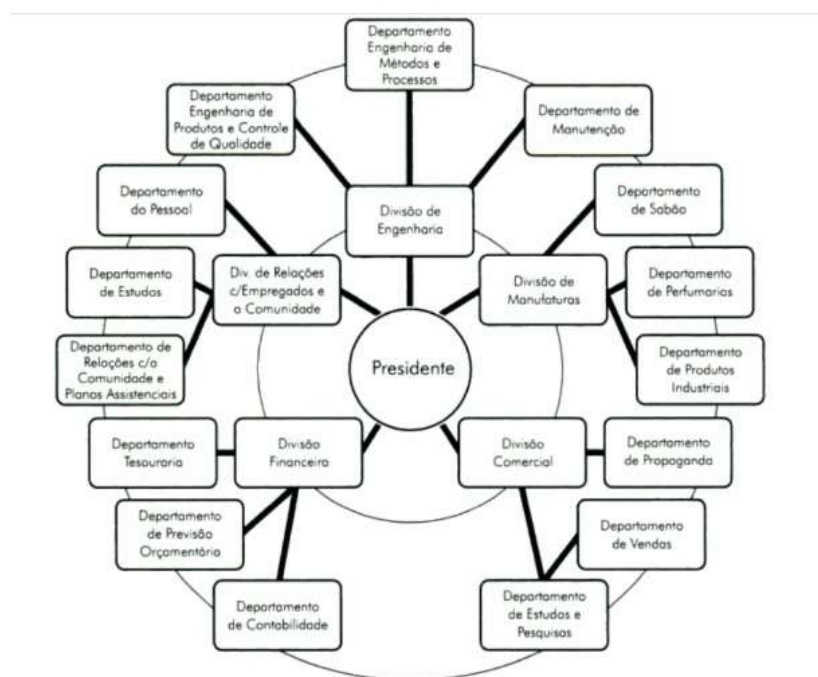 Departamento
Engenharia de
Métodos e
Processos
Departamento
Engenharia de
Produtos e Controle
de Qualidade
Departamento de
Manutenção
Departamento
do Pessoal
Divisão de
Engenharia
Departamento
de Sabão
Departamento
de Estudos
Div. de Relações
c/Empregados e
a Comunidade
Divisão de
Manufaturas
Departamento
de Perfumarias
Departamento de
Relações c/a
Comunidade e
Planos Assistenciais
Presidente
Departamento
de Produtos
Industriais
Departamento
Tesouraria
Divisão
Financeira
Divisão
Comercial
Departamento
de Propaganda
Departamento
de Previsão
Orçamentária
Departamento
de Vendas
Departamento
de Contabilidade
Departamento
de Estudos e
Pesquisas